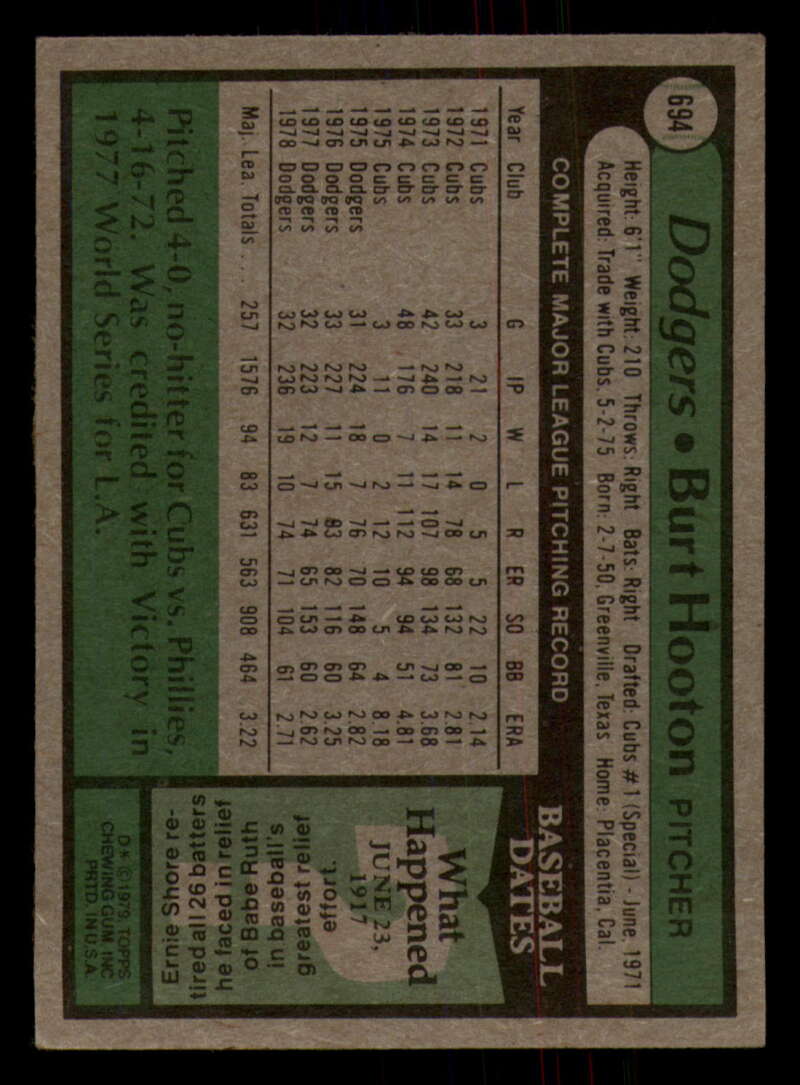 694
Dodgers • Burt Hooton PITCHER
Height: 6'1" Weight: 210 Throws: Right Bats: Right Drafted: Cubs #1 (Special) - June, 1971
Acquired: Trade with Cubs, 5-2-75 Born: 2-7-50, Greenville, Texas Home: Placentia, Cal.
COMPLETE MAJOR LEAGUE PITCHING RECORD
Year Club G IP W L R ER SO BB ERA
1971 Cubs 3 21 2 0 5 5 22 10 2.14
1972 Cubs 33 218 11 14 78 68 132 81 2.81
1973 Cubs 42 240 14 17 107 98 134 73 3.68
1974 Cubs 48 176 7 11 112 94 94 51 4.81
1975 Cubs 3 11 0 2 12 10 5 4 8.18
1975 Dodgers 31 224 18 7 76 70 148 64 2.82
1976 Dodgers 33 227 11 15 83 82 116 60 3.25
1977 Dodgers 32 223 12 7 74 65 153 60 2.62
1978 Dodgers 32 236 19 10 74 71 104 61 2.71
Maj. Lea. Totals . . . 257 1576 94 83 631 563 908 464 3.22
Pitched 4-0, no-hitter for Cubs vs. Phillies,
4-16-72. Was credited with Victory in
1977 World Series for L.A.
BASEBALL
DATES
What
Happened
JUNE 23,
1917
Ernie Shore re-
tired all 26 batters
he faced in relief
of Babe Ruth
in baseball's
greatest relief
effort.
D* © 1979 TOPPS
CHEWING GUM, INC.
PRTD. IN U.S.A.